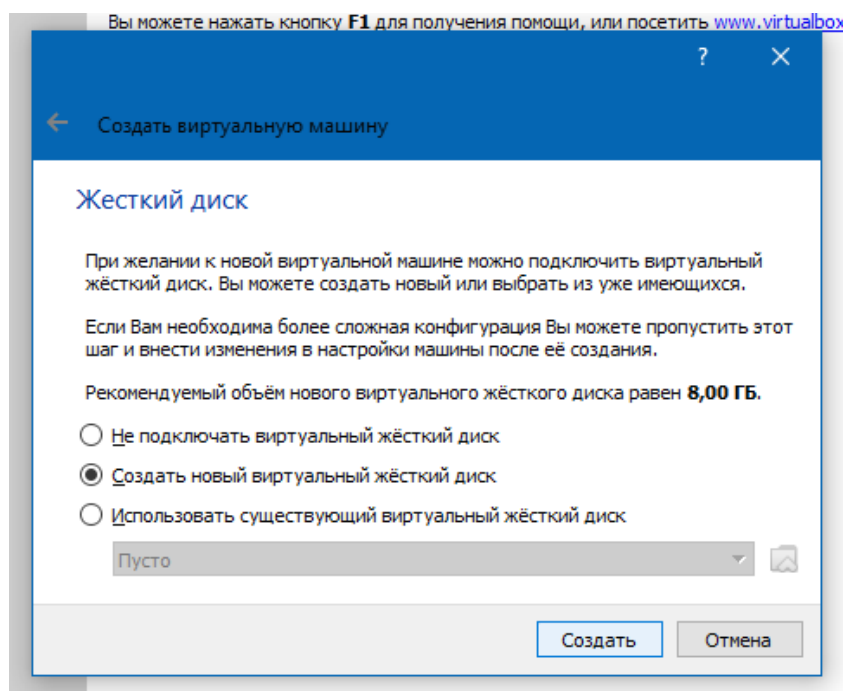 Вы можете нажать кнопку F1 для получения помощи, или посетить www.virtualbox
?
Создать виртуальную машину
Жесткий диск
При желании к новой виртуальной машине можно подключить виртуальный
жёсткий диск. Вы можете создать новый или выбрать из уже имеющихся.
Если Вам необходима более сложная конфигурация Вы можете пропустить этот
шаг и внести изменения в настройки машины после её создания.
Рекомендуемый объём нового виртуального жёсткого диска равен 8,00 ГБ.
Не подключать виртуальный жёсткий диск
Создать новый виртуальный жёсткий диск
Использовать существующий виртуальный жёсткий диск
Пусто
Создать Отмена